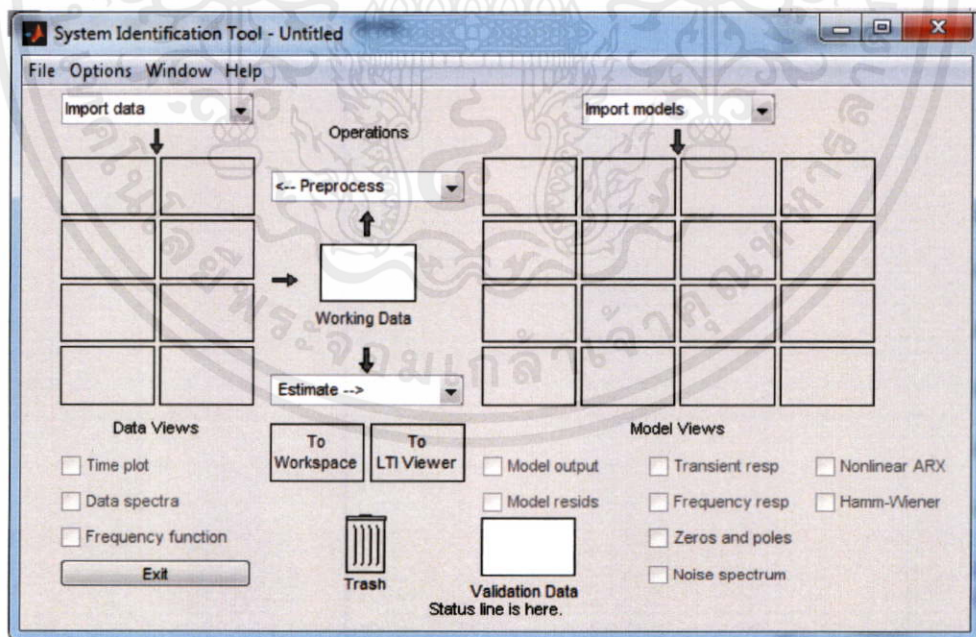 System Identification Tool - Untitled
File Options Window Help
Import data
Operations
Import models
<-- Preprocess
Working Data
Estimate -->
Data Views
To Workspace
To LTI Viewer
Model Views
Time plot
Data spectra
Frequency function
Exit
Trash
Model output
Model resids
Transient resp
Frequency resp
Zeros and poles
Noise spectrum
Nonlinear ARX
Hamm-Wiener
Validation Data
Status line is here.